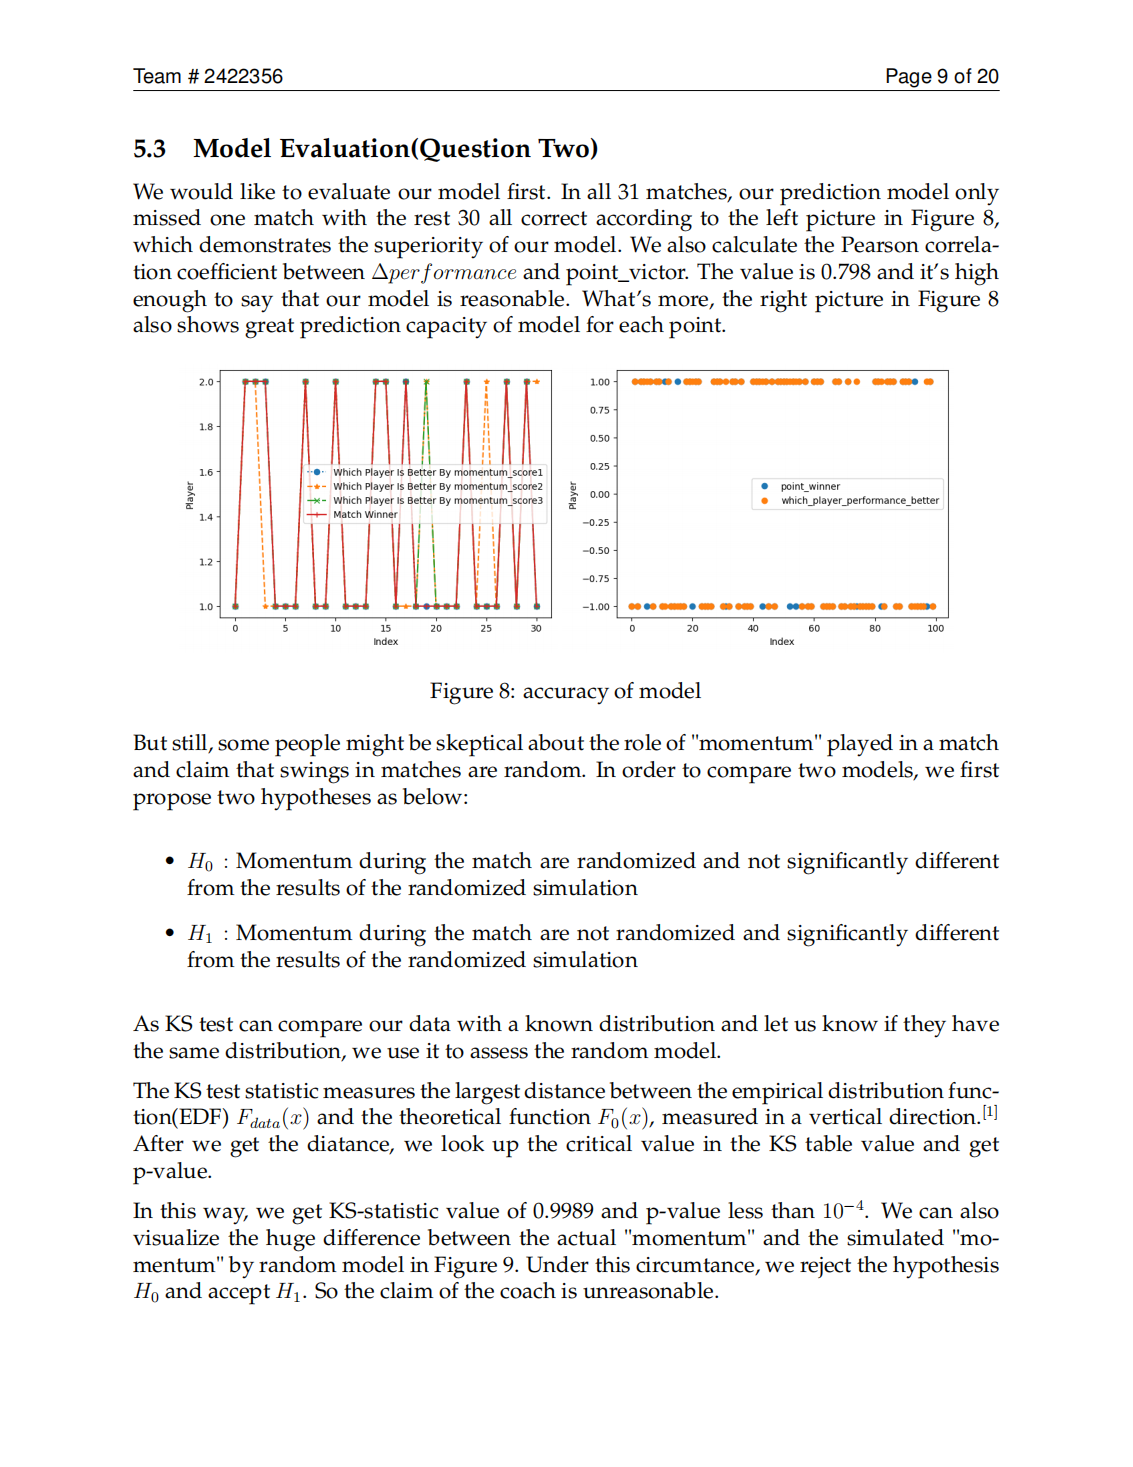 Team # 2422356
Page 9 of 20
5.3 Model Evaluation(Question Two)
We would like to evaluate our model first. In all 31 matches, our prediction model only
missed one match with the rest 30 all correct according to the left picture in Figure 8,
which demonstrates the superiority of our model. We also calculate the Pearson correla-
tion coefficient between Δperformance and point_victor. The value is 0.798 and it's high
enough to say that our model is reasonable. What's more, the right picture in Figure 8
also shows great prediction capacity of model for each point.
2.0
1.8
1.6
1.4
1.2
1.0
Player
Which Player Is Better By momentum_score1
Which Player Is Better By momentum_score2
Which Player Is Better By momentum_score3
Match Winner
0 5 10 15 20 25 30
Index
1.00
0.75
0.50
0.25
0.00
−0.25
−0.50
−0.75
−1.00
Player
point_winner
which_player_performance_better
0 20 40 60 80 100
Index
Figure 8: accuracy of model
But still, some people might be skeptical about the role of "momentum" played in a match
and claim that swings in matches are random. In order to compare two models, we first
propose two hypotheses as below:
• H0 : Momentum during the match are randomized and not significantly different
from the results of the randomized simulation
• H1 : Momentum during the match are not randomized and significantly different
from the results of the randomized simulation
As KS test can compare our data with a known distribution and let us know if they have
the same distribution, we use it to assess the random model.
The KS test statistic measures the largest distance between the empirical distribution func-
tion(EDF) Fdata(x) and the theoretical function F0(x), measured in a vertical direction.[1]
After we get the diatance, we look up the critical value in the KS table value and get
p-value.
In this way, we get KS-statistic value of 0.9989 and p-value less than 10−4. We can also
visualize the huge difference between the actual "momentum" and the simulated "mo-
mentum" by random model in Figure 9. Under this circumtance, we reject the hypothesis
H0 and accept H1. So the claim of the coach is unreasonable.